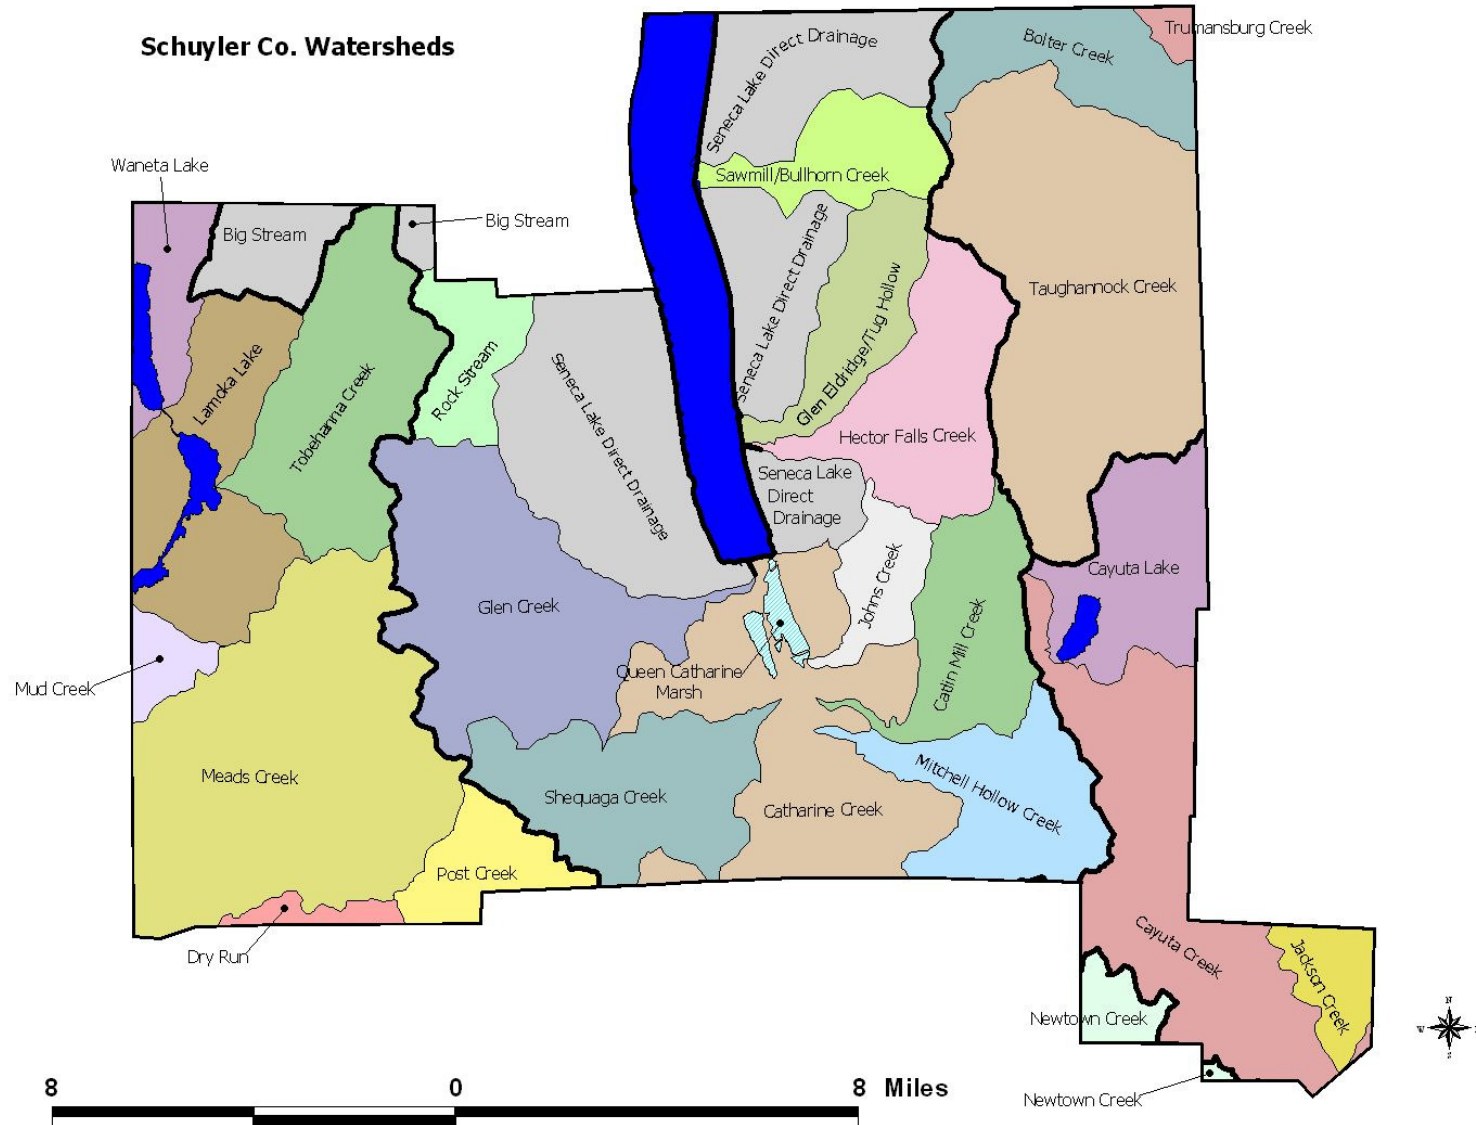 Schuyler Co. Watersheds
Trumansburg Creek
Bolter Creek
Seneca Lake Direct Drainage
Waneta Lake
Sawmill/Bullhorn Creek
Big Stream
Big Stream
Seneca Lake Direct Drainage
Taughannock Creek
Glen Eldridge/Tug Hollow
Lamoka Lake
Rock Stream
Tobehanna Creek
Seneca Lake Direct Drainage
Hector Falls Creek
Seneca Lake
Direct
Drainage
Johns Creek
Cayuta Lake
Glen Creek
Catlin Mill Creek
Queen Catharine
Marsh
Mud Creek
Meads Creek
Shequaga Creek
Catharine Creek
Mitchell Hollow Creek
Post Creek
Dry Run
Cayuta Creek
Jackson Creek
Newtown Creek
Newtown Creek
N
W
S
8 0 8 Miles